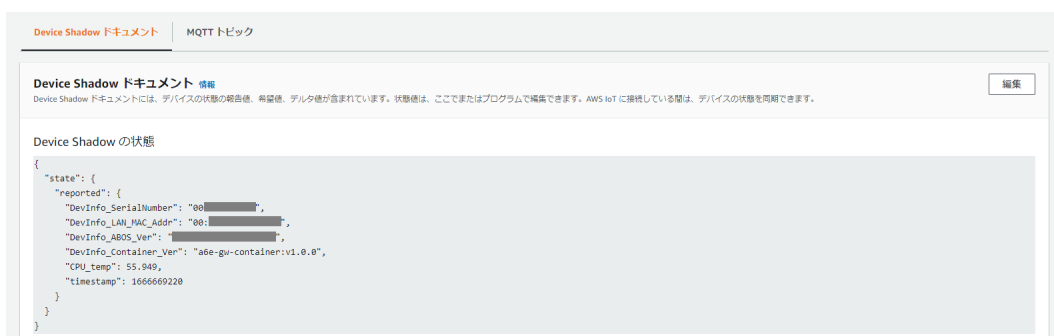 Device Shadow ドキュメント
MQTT トピック
Device Shadow ドキュメント 情報
編集
Device Shadow ドキュメントには、デバイスの状態の報告値、希望値、デルタ値が含まれています。状態値は、ここでまたはプログラムで編集できます。AWS IoT に接続している間は、デバイスの状態を同期できます。
Device Shadow の状態
{
"state": {
"reported": {
"DevInfo_SerialNumber": "00 ",
"DevInfo_LAN_MAC_Addr": "00: ",
"DevInfo_ABOS_Ver": " ",
"DevInfo_Container_Ver": "a6e-gw-container:v1.0.0",
"CPU_temp": 55.949,
"timestamp": 1666669220
}
}
}